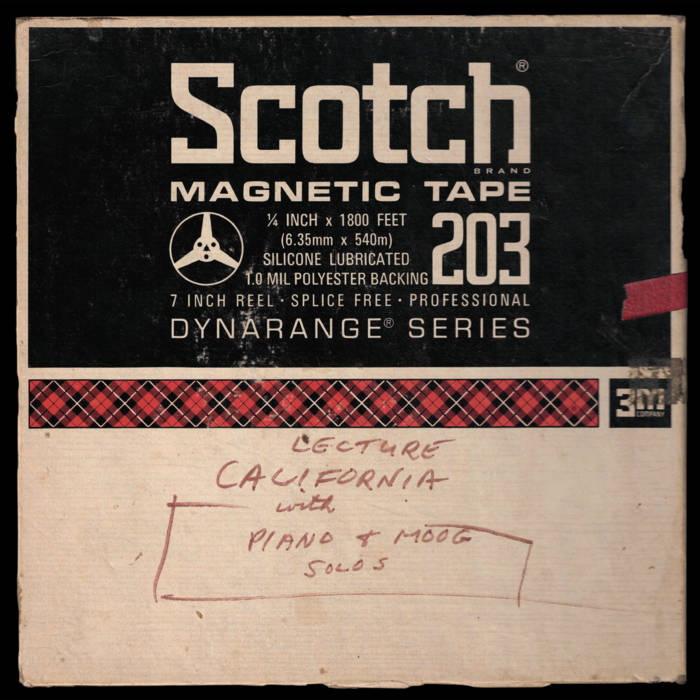 Scotch®
BRAND
MAGNETIC TAPE
¼ INCH x 1800 FEET
(6.35mm x 540m)
SILICONE LUBRICATED
1.0 MIL POLYESTER BACKING
203
7 INCH REEL · SPLICE FREE · PROFESSIONAL
DYNARANGE® SERIES
3M
COMPANY
LECTURE
CALIFORNIA
with
PIANO & MOOG
SOLOS